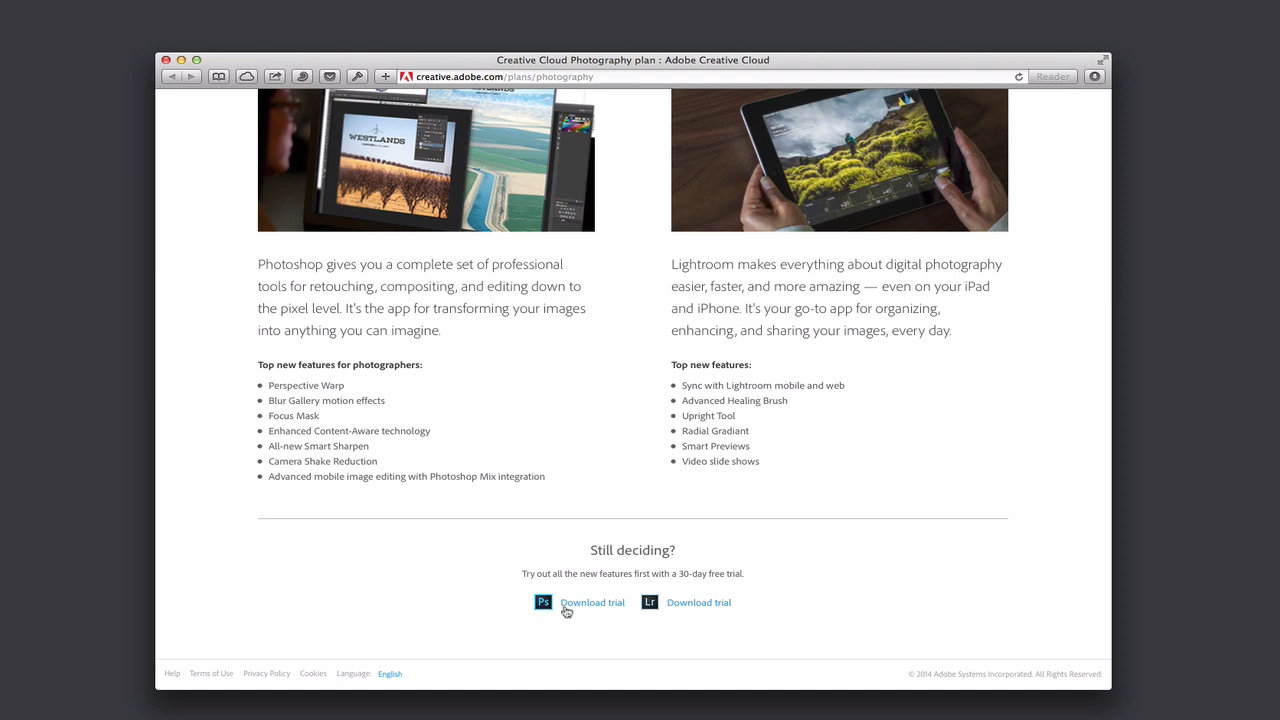 Creative Cloud Photography plan : Adobe Creative Cloud
creative.adobe.com/plans/photography
Reader
WESTLANDS
Photoshop gives you a complete set of professional
tools for retouching, compositing, and editing down to
the pixel level. It's the app for transforming your images
into anything you can imagine.
Top new features for photographers:
Perspective Warp
Blur Gallery motion effects
Focus Mask
Enhanced Content-Aware technology
All-new Smart Sharpen
Camera Shake Reduction
Advanced mobile image editing with Photoshop Mix integration
Lightroom makes everything about digital photography
easier, faster, and more amazing — even on your iPad
and iPhone. It's your go-to app for organizing,
enhancing, and sharing your images, every day.
Top new features:
Sync with Lightroom mobile and web
Advanced Healing Brush
Upright Tool
Radial Gradiant
Smart Previews
Video slide shows
Still deciding?
Try out all the new features first with a 30-day free trial.
Ps Download trial Lr Download trial
Help Terms of Use Privacy Policy Cookies Language: English
© 2014 Adobe Systems Incorporated. All Rights Reserved.